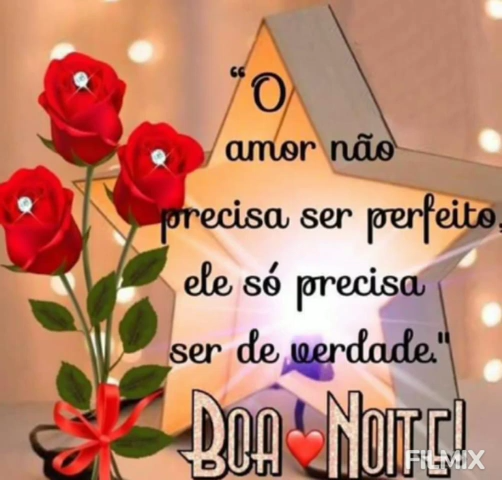 “O
amor não
precisa ser perfeito,
ele só precisa
ser de verdade."
BOA NOITE!
FILMIX